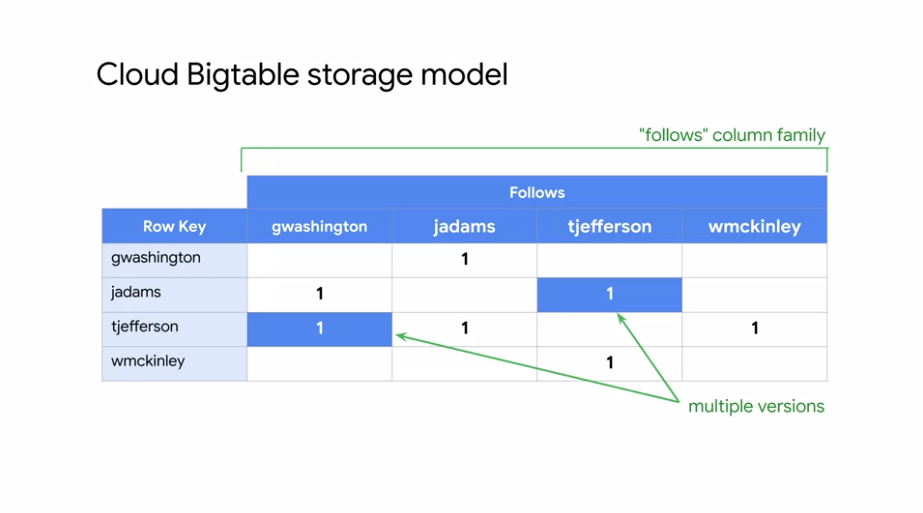 Cloud Bigtable storage model
"follows" column family
Follows
Row Key gwashington jadams tjefferson wmckinley
gwashington 1
jadams 1 1
tjefferson 1 1 1
wmckinley 1
multiple versions